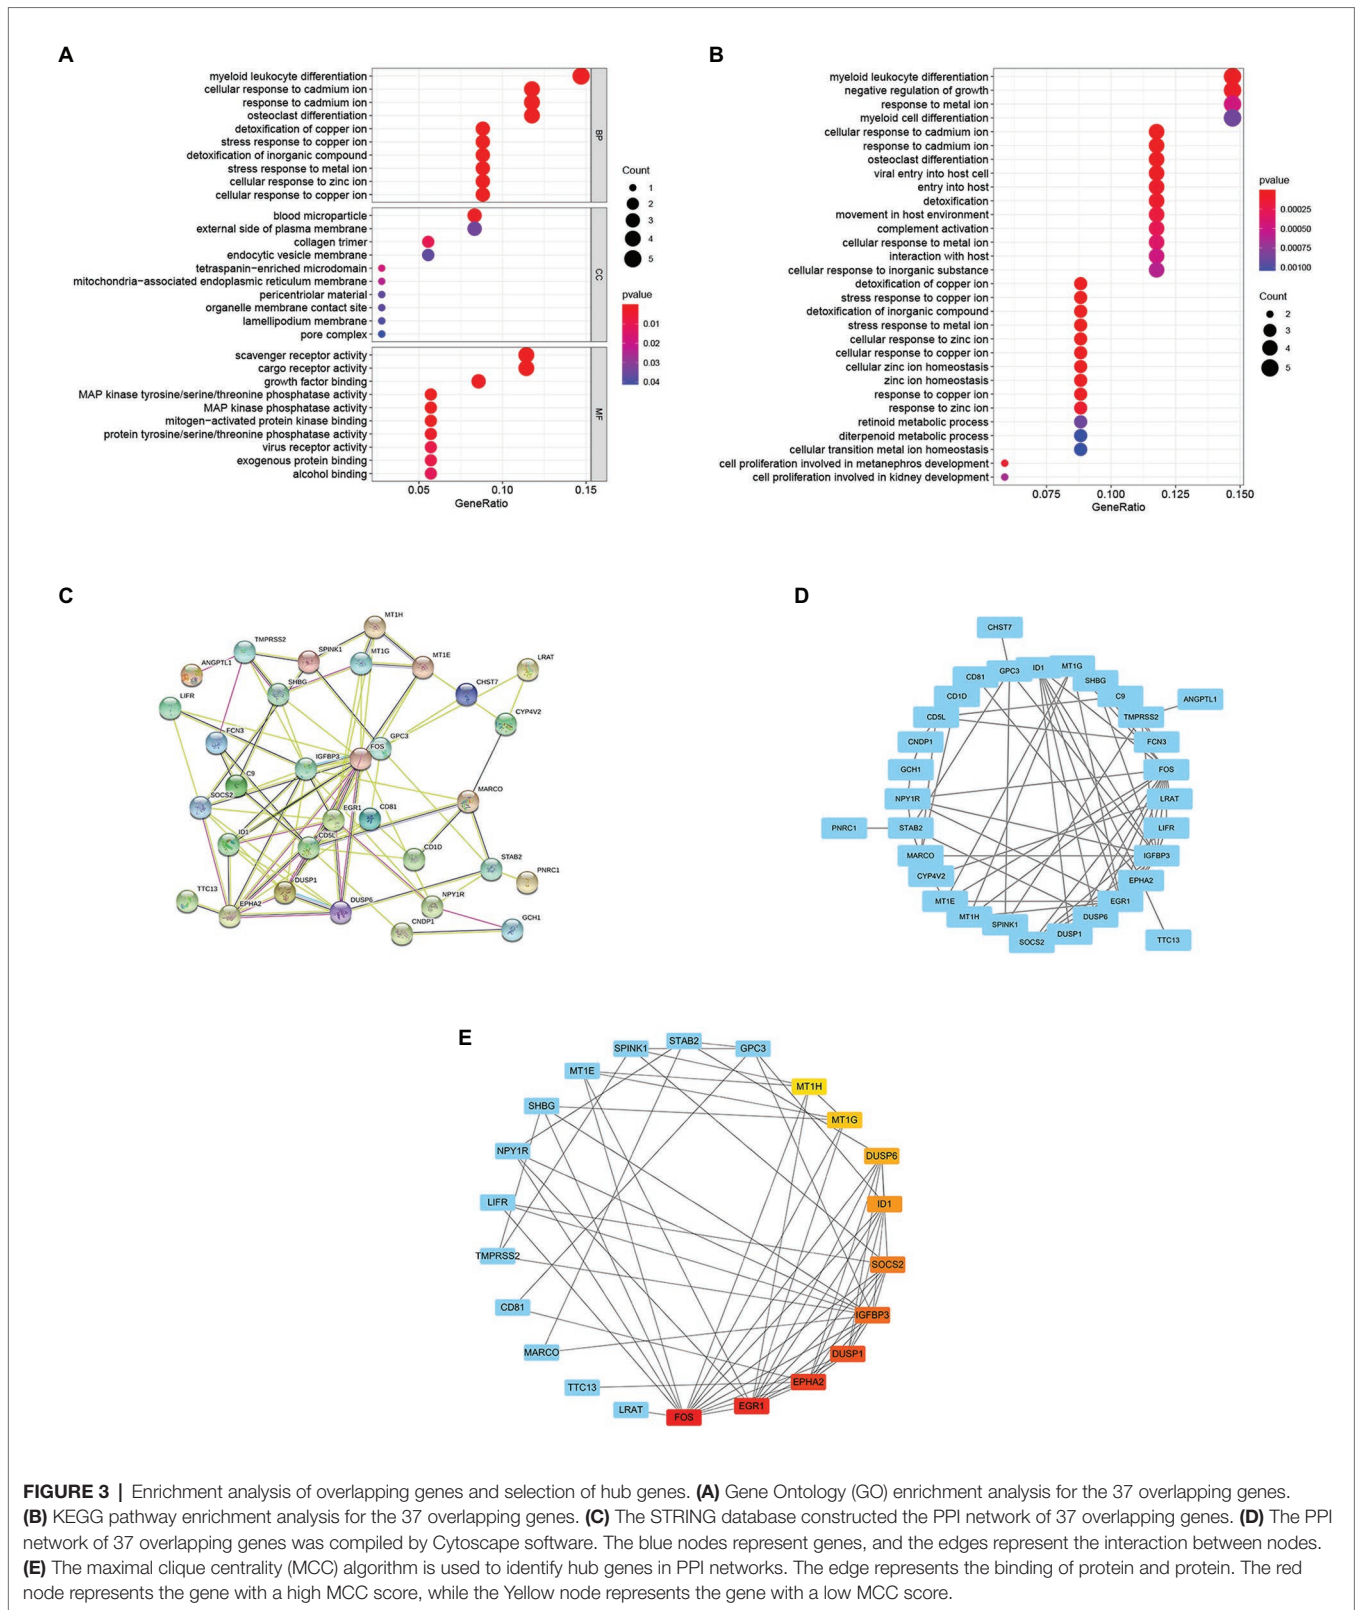 A
myeloid leukocyte differentiation
cellular response to cadmium ion
response to cadmium ion
osteoclast differentiation
detoxification of copper ion
stress response to copper ion
detoxification of inorganic compound
stress response to metal ion
cellular response to zinc ion
cellular response to copper ion
BP
blood microparticle
external side of plasma membrane
collagen trimer
endocytic vesicle membrane
tetraspanin-enriched microdomain
mitochondria-associated endoplasmic reticulum membrane
pericentriolar material
organelle membrane contact site
lamellipodium membrane
pore complex
CC
scavenger receptor activity
cargo receptor activity
growth factor binding
MAP kinase tyrosine/serine/threonine phosphatase activity
MAP kinase phosphatase activity
mitogen-activated protein kinase binding
protein tyrosine/serine/threonine phosphatase activity
virus receptor activity
exogenous protein binding
alcohol binding
MF
0.05 0.10 0.15
GeneRatio
Count
1
2
3
4
5
pvalue
0.01
0.02
0.03
0.04
B
myeloid leukocyte differentiation
negative regulation of growth
response to metal ion
myeloid cell differentiation
cellular response to cadmium ion
response to cadmium ion
osteoclast differentiation
viral entry into host cell
entry into host
detoxification
movement in host environment
complement activation
cellular response to metal ion
interaction with host
cellular response to inorganic substance
detoxification of copper ion
stress response to copper ion
detoxification of inorganic compound
stress response to metal ion
cellular response to zinc ion
cellular response to copper ion
cellular zinc ion homeostasis
zinc ion homeostasis
response to copper ion
response to zinc ion
retinoid metabolic process
diterpenoid metabolic process
cellular transition metal ion homeostasis
cell proliferation involved in metanephros development
cell proliferation involved in kidney development
0.075 0.100 0.125 0.150
GeneRatio
pvalue
0.00025
0.00050
0.00075
0.00100
Count
2
3
4
5
C
MT1H
TMPRSS2
SPINK1
MT1G
MT1E
LRAT
ANGPTL1
SHBG
CHST7
LIFR
CYP4V2
FCN3
GPC3
FOS
IGFBP3
C9
MARCO
SOCS2
EGR1
CD81
ID1
CD5L
CD1D
STAB2
PNRC1
DUSP1
TTC13
NPY1R
EPHA2
DUSP6
GCH1
CNDP1
D
CHST7
ID1
MT1G
GPC3
CD81
SHBG
CD1D
C9
ANGPTL1
CD5L
TMPRSS2
CNDP1
FCN3
GCH1
FOS
NPY1R
LRAT
PNRC1
STAB2
LIFR
MARCO
IGFBP3
CYP4V2
EPHA2
MT1E
EGR1
MT1H
DUSP6
SPINK1
DUSP1
SOCS2
TTC13
E
STAB2
SPINK1
GPC3
MT1E
MT1H
SHBG
MT1G
NPY1R
DUSP6
LIFR
ID1
TMPRSS2
SOCS2
CD81
IGFBP3
MARCO
DUSP1
TTC13
EPHA2
LRAT
EGR1
FOS
FIGURE 3 | Enrichment analysis of overlapping genes and selection of hub genes. (A) Gene Ontology (GO) enrichment analysis for the 37 overlapping genes.
(B) KEGG pathway enrichment analysis for the 37 overlapping genes. (C) The STRING database constructed the PPI network of 37 overlapping genes. (D) The PPI
network of 37 overlapping genes was compiled by Cytoscape software. The blue nodes represent genes, and the edges represent the interaction between nodes.
(E) The maximal clique centrality (MCC) algorithm is used to identify hub genes in PPI networks. The edge represents the binding of protein and protein. The red
node represents the gene with a high MCC score, while the Yellow node represents the gene with a low MCC score.